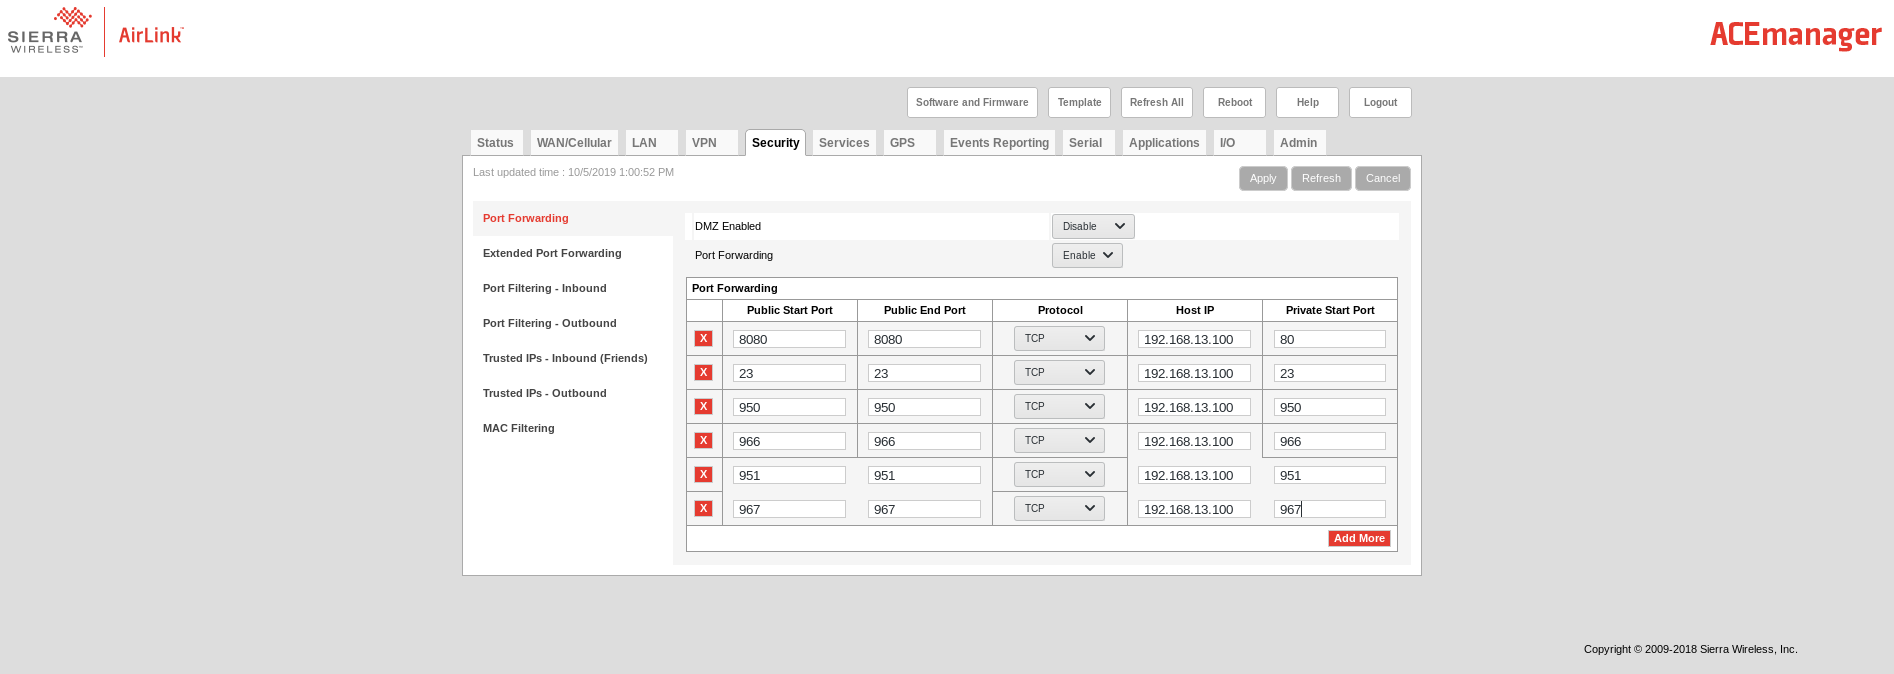 SIERRA
WIRELESS™
AirLink
ACEmanager
Software and Firmware Template Refresh All Reboot Help Logout
Status WAN/Cellular LAN VPN Security Services GPS Events Reporting Serial Applications I/O Admin
Last updated time : 10/5/2019 1:00:52 PM
Apply Refresh Cancel
Port Forwarding
Extended Port Forwarding
Port Filtering - Inbound
Port Filtering - Outbound
Trusted IPs - Inbound (Friends)
Trusted IPs - Outbound
MAC Filtering
DMZ Enabled Disable
Port Forwarding Enable
Port Forwarding
Public Start Port Public End Port Protocol Host IP Private Start Port
X 8080 8080 TCP 192.168.13.100 80
X 23 23 TCP 192.168.13.100 23
X 950 950 TCP 192.168.13.100 950
X 966 966 TCP 192.168.13.100 966
X 951 951 TCP 192.168.13.100 951
X 967 967 TCP 192.168.13.100 967
Add More
Copyright © 2009-2018 Sierra Wireless, Inc.